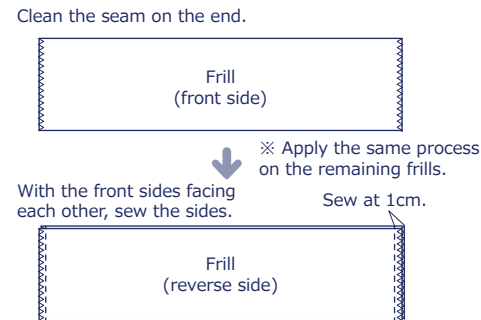 Clean the seam on the end.
Frill
(front side)
※ Apply the same process
on the remaining frills.
With the front sides facing
each other, sew the sides.
Sew at 1cm.
Frill
(reverse side)